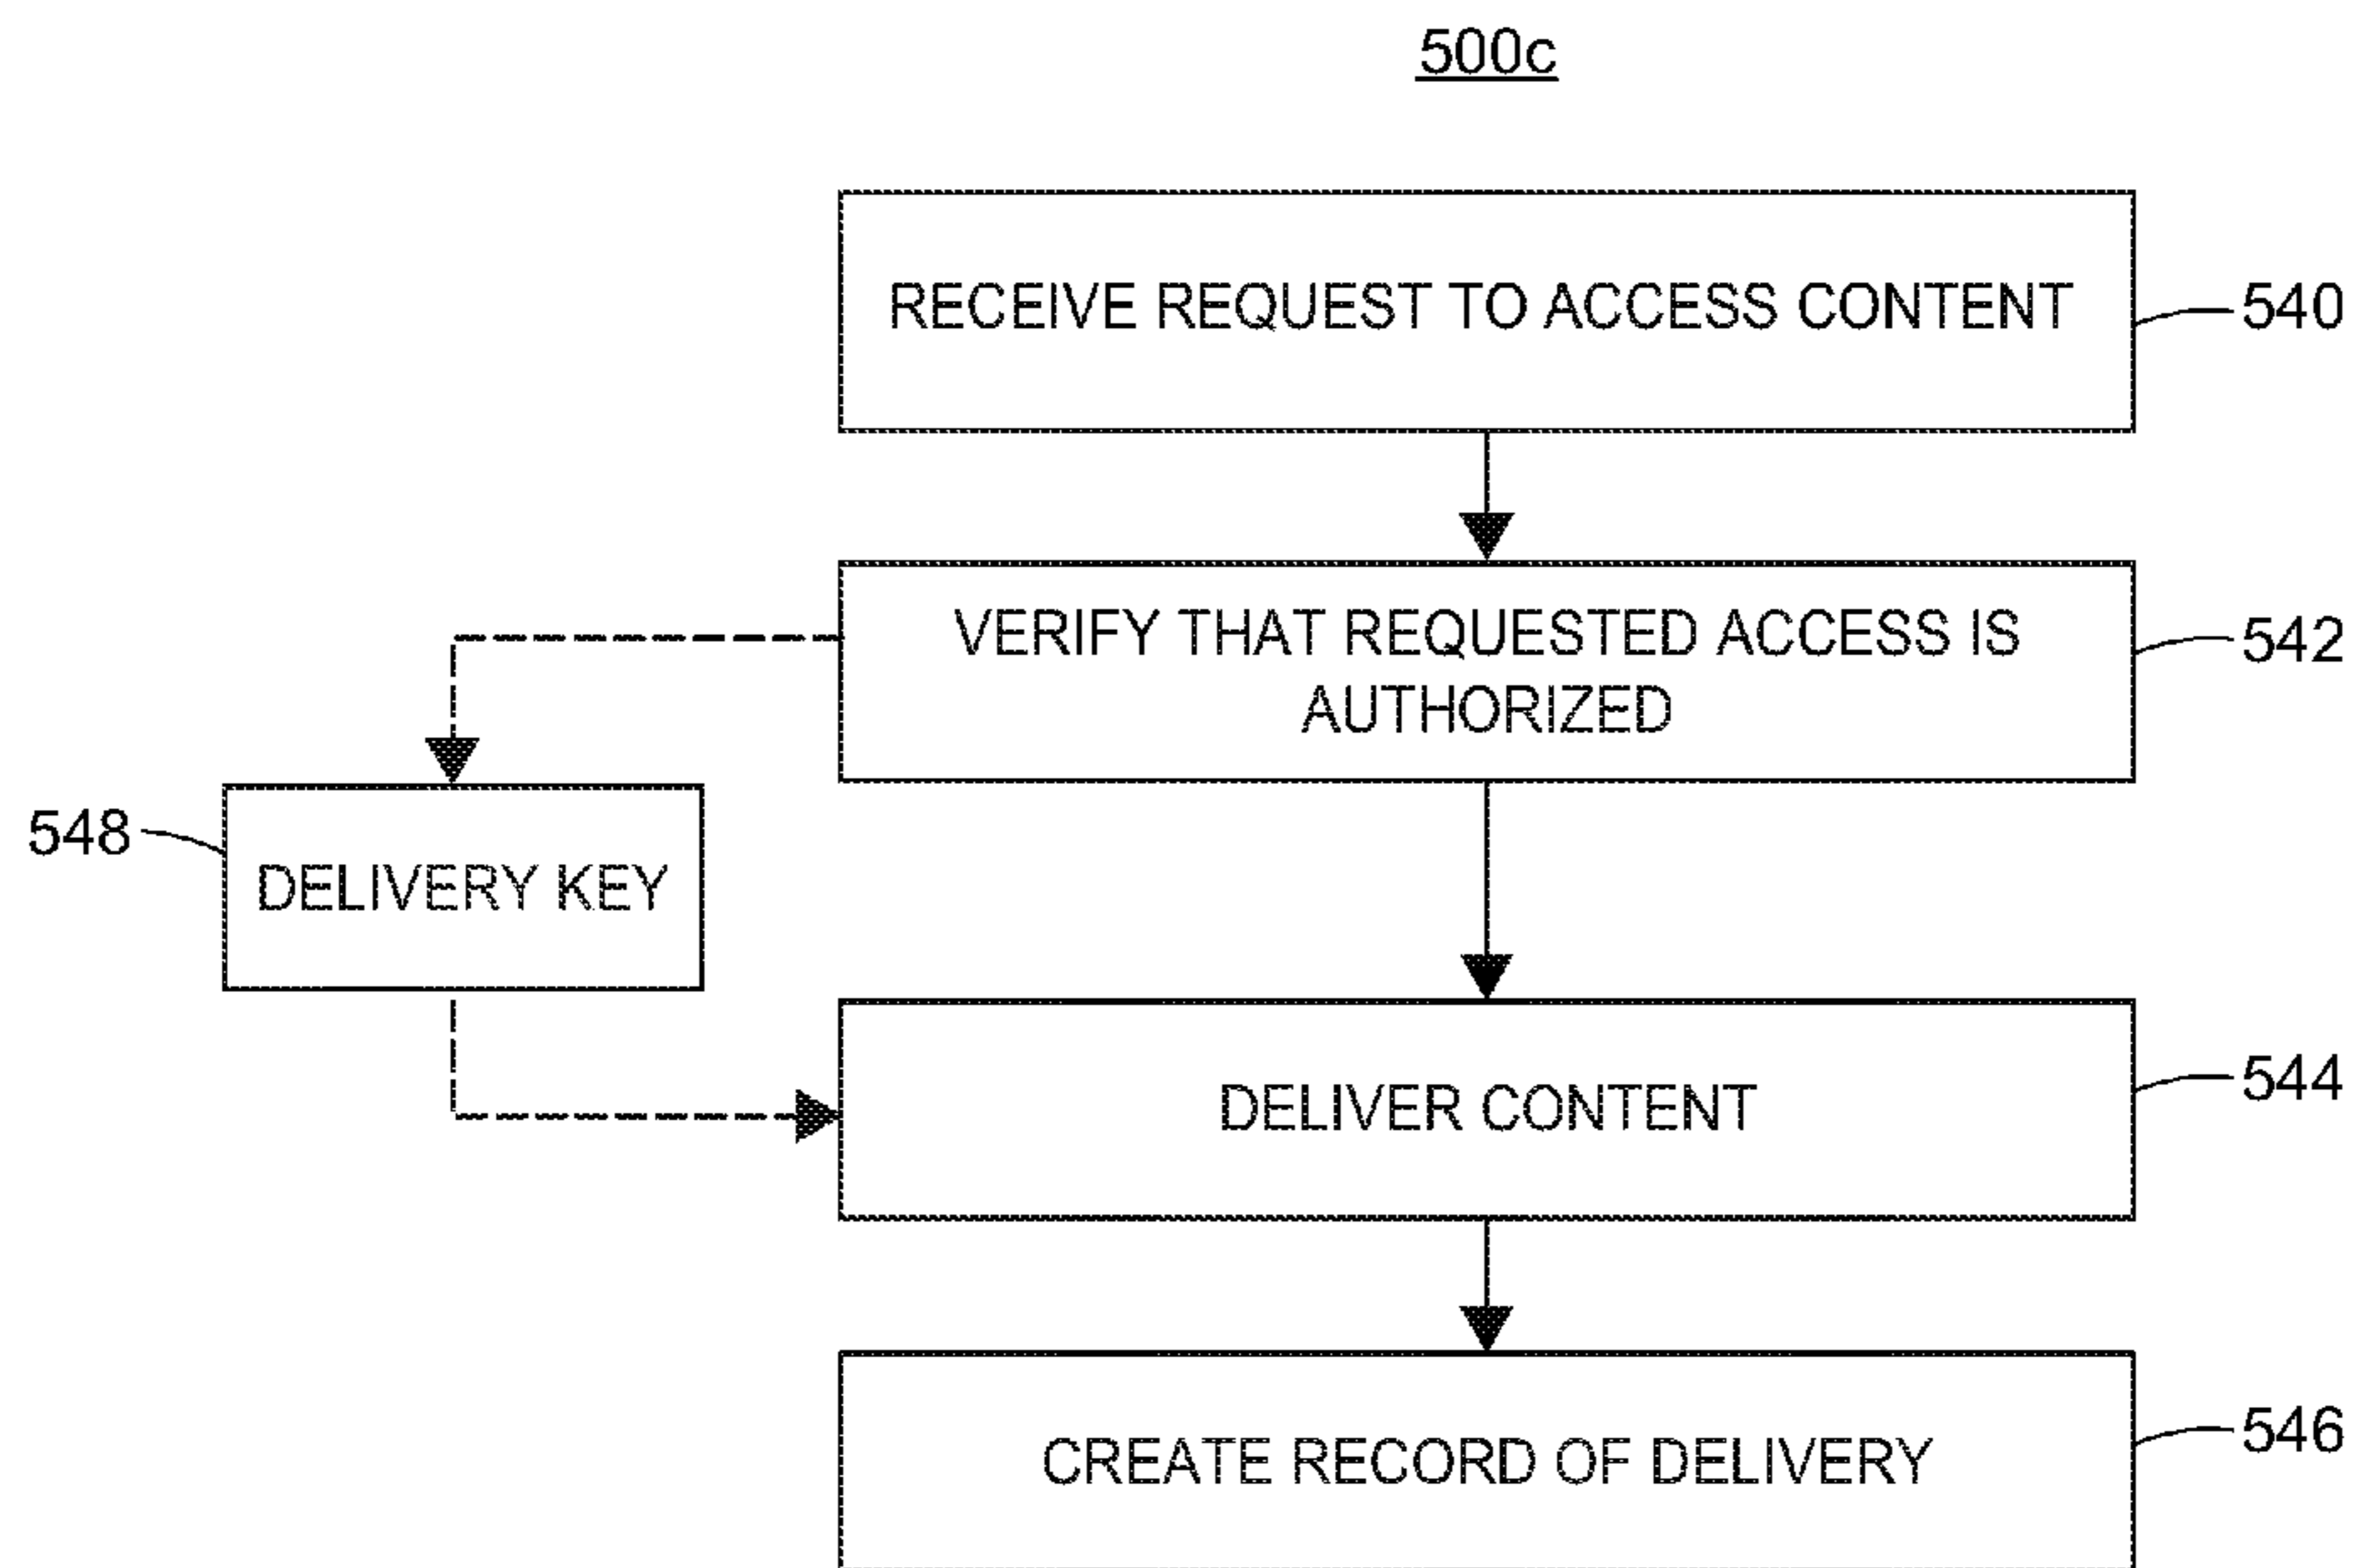 500c
RECEIVE REQUEST TO ACCESS CONTENT
540
VERIFY THAT REQUESTED ACCESS IS
AUTHORIZED
542
548
DELIVERY KEY
DELIVER CONTENT
544
CREATE RECORD OF DELIVERY
546